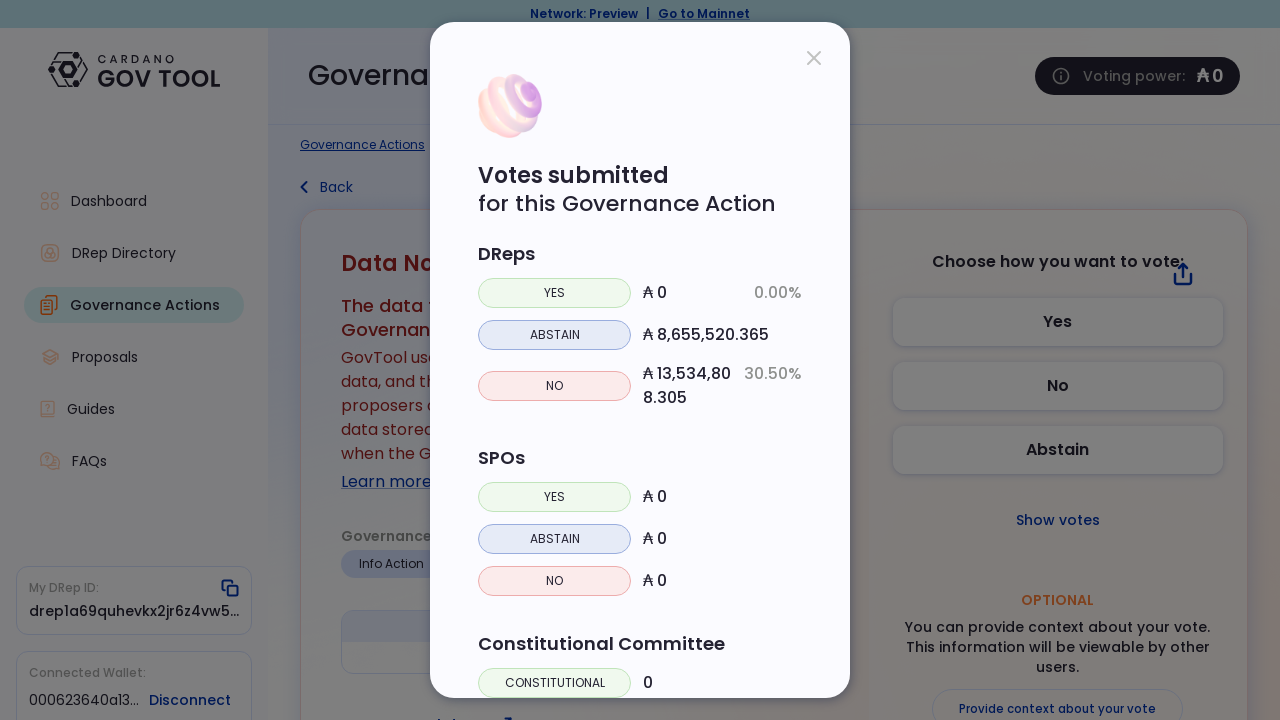 Network: Preview | Go to Mainnet
CARDANO
GOV TOOL
Governa
Voting power: ₳ 0
Governance Actions
Back
Dashboard
DRep Directory
Governance Actions
Proposals
Guides
FAQs
My DRep ID:
drep1a69quhevkx2jr6z4vw5...
Connected Wallet:
000623640a13... Disconnect
Data No
The data
Governan
GovTool us
data, and th
proposers
data store
when the G
Learn more
Governance
Info Action
Votes submitted
for this Governance Action
DReps
YES ₳ 0 0.00%
ABSTAIN ₳ 8,655,520.365
NO ₳ 13,534,80 30.50%
8.305
SPOs
YES ₳ 0
ABSTAIN ₳ 0
NO ₳ 0
Constitutional Committee
CONSTITUTIONAL 0
Choose how you want to vote:
Yes
No
Abstain
Show votes
OPTIONAL
You can provide context about your vote.
This information will be viewable by other
users.
Provide context about your vote